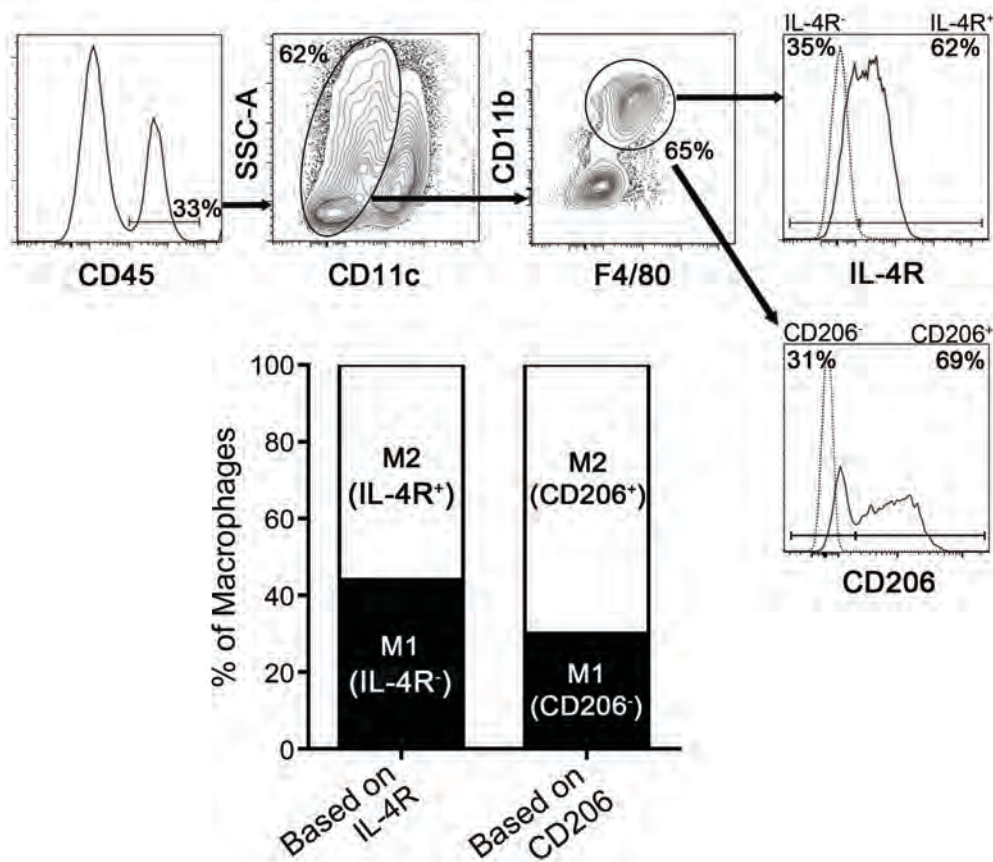 33%
CD45
SSC-A
62%
CD11c
CD11b
65%
F4/80
IL-4R- IL-4R+
35% 62%
IL-4R
CD206- CD206+
31% 69%
CD206
% of Macrophages
100
80
60
40
20
0
M2
(IL-4R+)
M1
(IL-4R-)
M2
(CD206+)
M1
(CD206-)
Based on
IL-4R
Based on
CD206